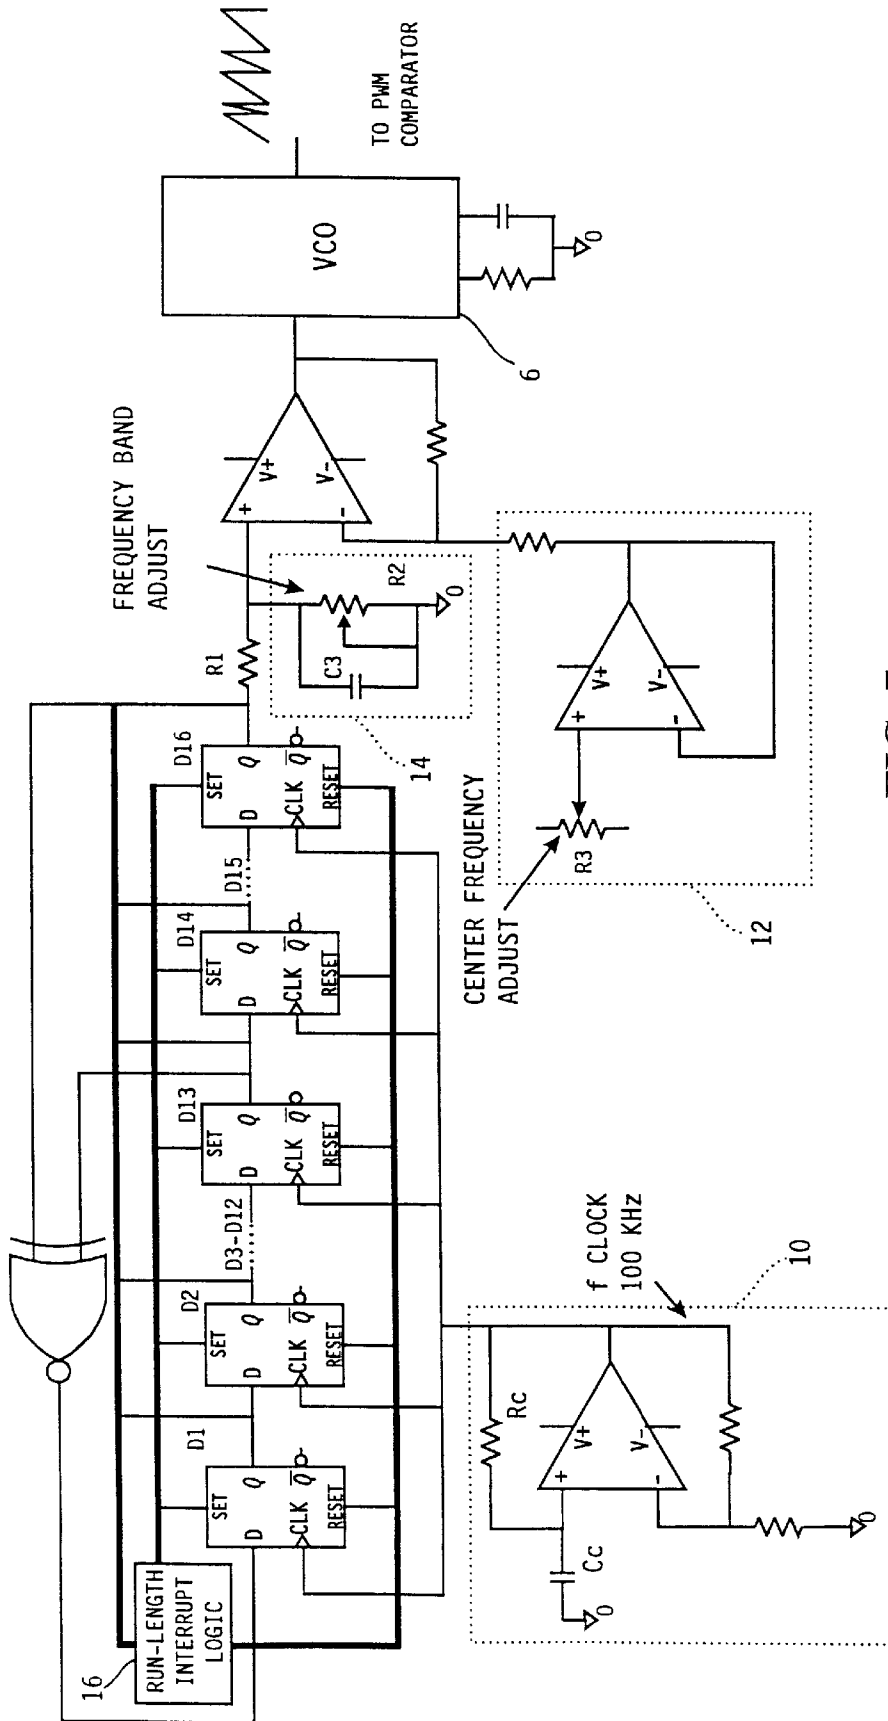 RUN-LENGTH
INTERRUPT
LOGIC
16
D1
SET
D
Q
CLK
Q
RESET
D2
SET
D
Q
CLK
Q
RESET
D3-D12
D13
SET
D
Q
CLK
Q
RESET
D14
SET
D
Q
CLK
Q
RESET
D15
D16
SET
D
Q
CLK
Q
RESET
R1
FREQUENCY BAND
ADJUST
C3
R2
0
14
+
-
V+
V-
VCO
6
0
TO PWM
COMPARATOR
CENTER FREQUENCY
ADJUST
R3
+
-
V+
V-
12
Cc
0
Rc
+
-
V+
V-
0
f CLOCK
100 KHz
10